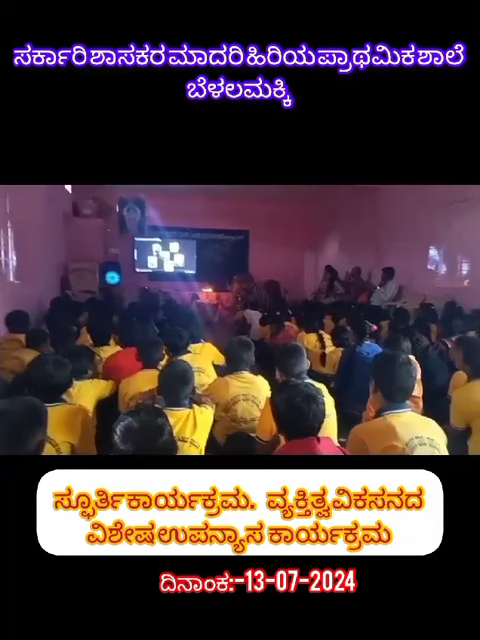 ಸರ್ಕಾರಿ ಶಾಸಕರ ಮಾದರಿ ಹಿರಿಯ ಪ್ರಾಥಮಿಕ ಶಾಲೆ
ಬೆಳಲಮಕ್ಕಿ
ಸ್ಪೂರ್ತಿ ಕಾರ್ಯಕ್ರಮ. ವ್ಯಕ್ತಿತ್ವ ವಿಕಸನದ
ವಿಶೇಷ ಉಪನ್ಯಾಸ ಕಾರ್ಯಕ್ರಮ
ದಿನಾಂಕ:-13-07-2024